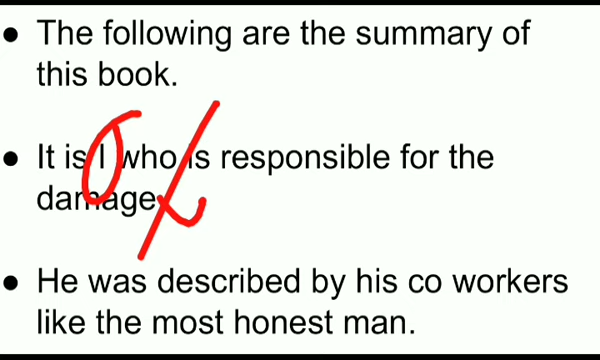 ● The following are the summary of
this book.
● It is I who is responsible for the
damage
● He was described by his co workers
like the most honest man.